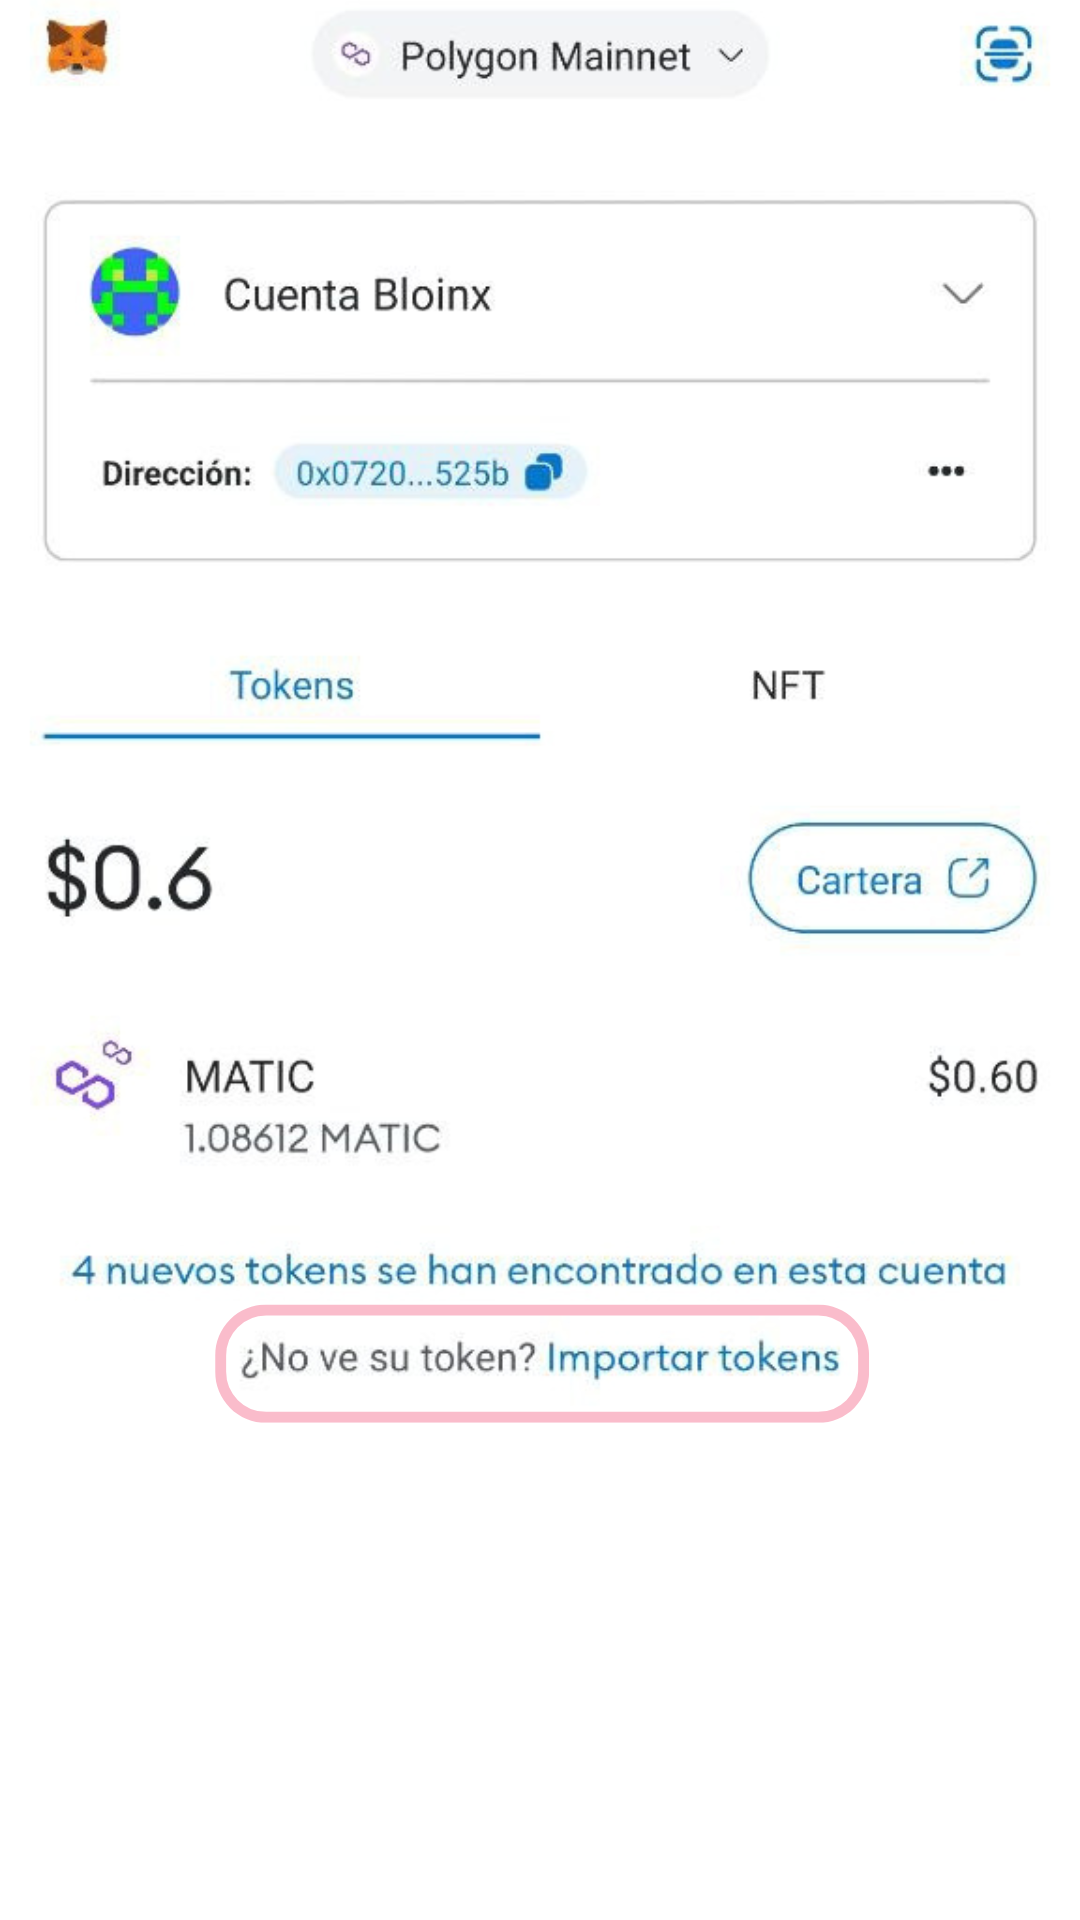 Polygon Mainnet
Cuenta Bloinx
Dirección: 0x0720...525b
Tokens NFT
$0.6 Cartera
MATIC $0.60
1.08612 MATIC
4 nuevos tokens se han encontrado en esta cuenta
¿No ve su token? Importar tokens